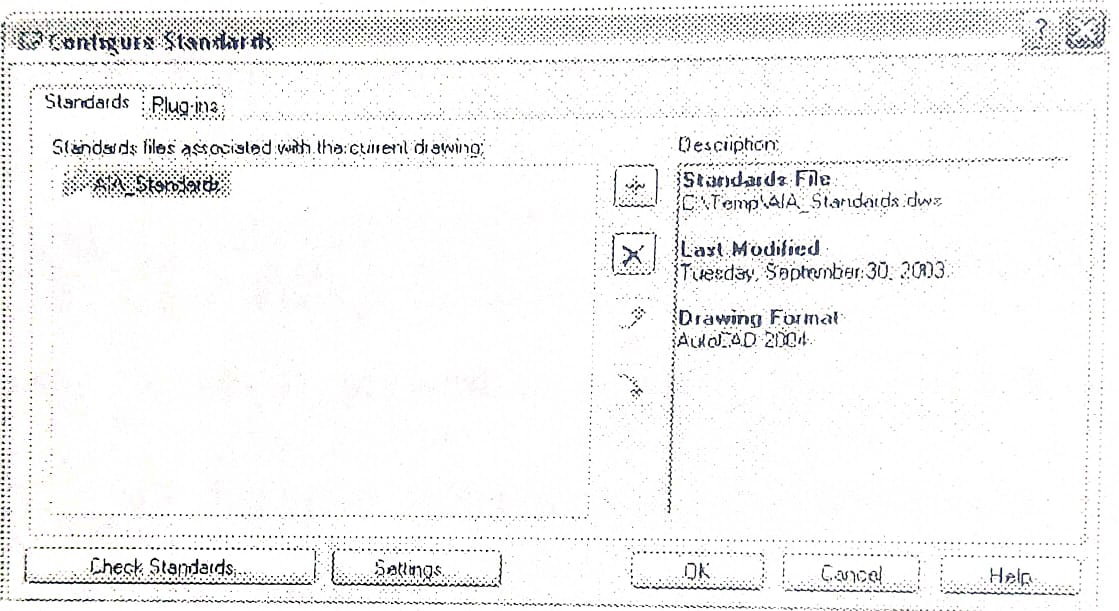 Configure Standards
Standards
Plug-ins
Standards files associated with the current drawing:
AIA_Standards
Description:
Standards File
C:\Temp\AIA_Standards.dws
Last Modified
Tuesday, September 30, 2003
Drawing Format
AutoCAD 2004
Check Standards...
Settings...
OK
Cancel
Help